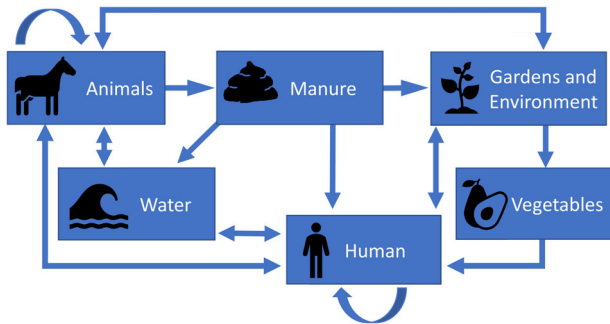 Animals
Manure
Gardens and
Environment
Water
Vegetables
Human